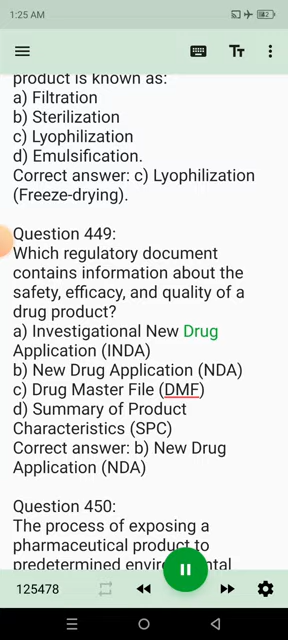 1:25 AM
product is known as:
a) Filtration
b) Sterilization
c) Lyophilization
d) Emulsification.
Correct answer: c) Lyophilization
(Freeze-drying).
Question 449:
Which regulatory document
contains information about the
safety, efficacy, and quality of a
drug product?
a) Investigational New Drug
Application (INDA)
b) New Drug Application (NDA)
c) Drug Master File (DMF)
d) Summary of Product
Characteristics (SPC)
Correct answer: b) New Drug
Application (NDA)
Question 450:
The process of exposing a
pharmaceutical product to
predetermined
125478